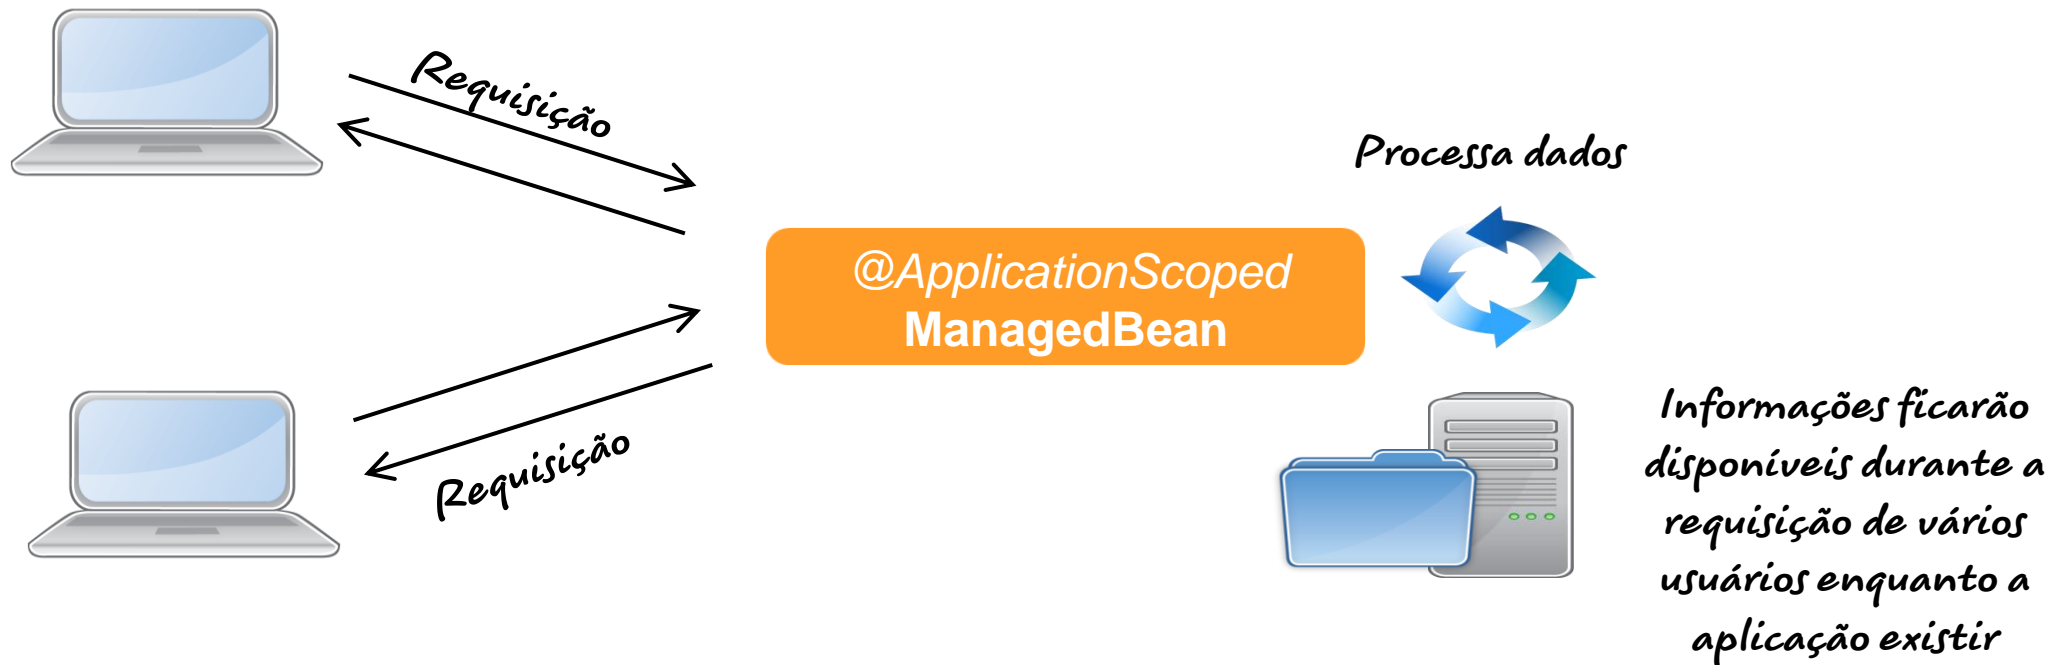 Requisição
Processa dados
@ApplicationScoped
ManagedBean
Requisição
Informações ficarão
disponíveis durante a
requisição de vários
usuários enquanto a
aplicação existir